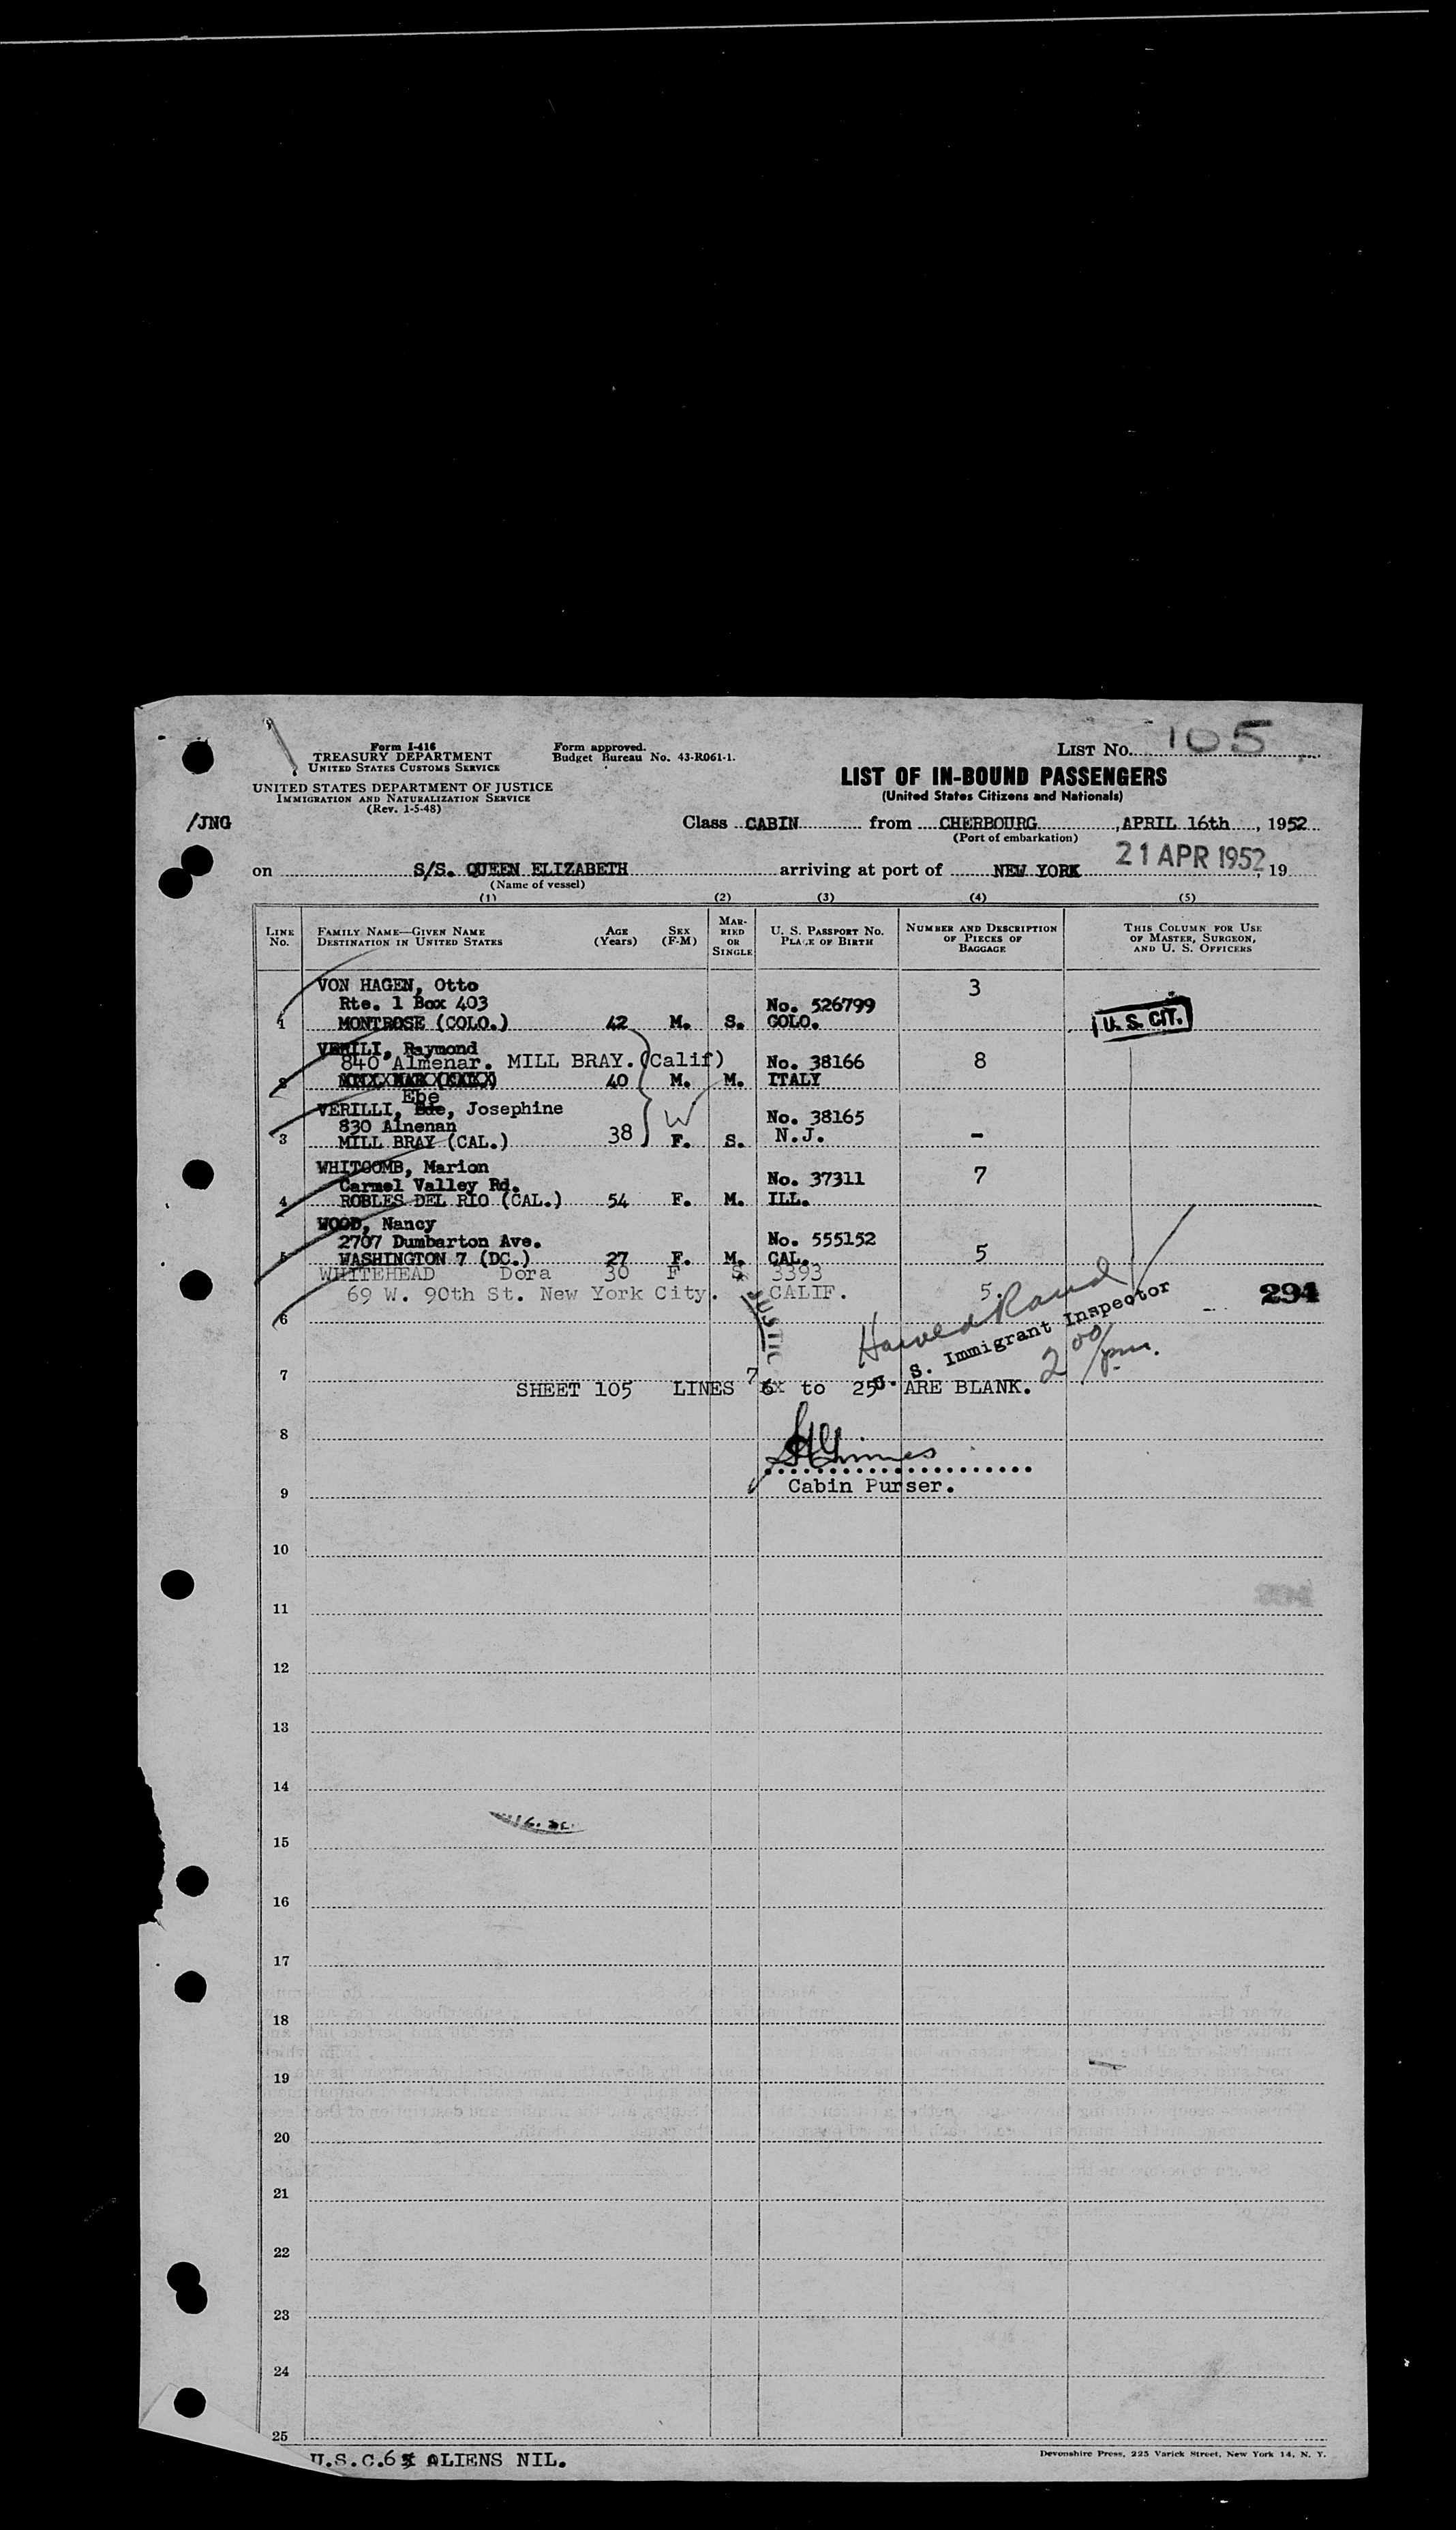 Form I-416
TREASURY DEPARTMENT
UNITED STATES CUSTOMS SERVICE
UNITED STATES DEPARTMENT OF JUSTICE
IMMIGRATION AND NATURALIZATION SERVICE
(Rev. 1-5-48)
Form approved.
Budget Bureau No. 43-R061-1.
LIST NO. 105
LIST OF IN-BOUND PASSENGERS
(United States Citizens and Nationals)
/JNG
Class CABIN from CHERBOURG, APRIL 16th, 1952
(Port of embarkation)
on S/S. QUEEN ELIZABETH arriving at port of NEW YORK 21 APR 1952, 19
(Name of vessel)
(1) (2) (3) (4) (5)
LINE NO. FAMILY NAME—GIVEN NAME DESTINATION IN UNITED STATES AGE (Years) SEX (F-M) MARRIED OR SINGLE U. S. PASSPORT NO. PLACE OF BIRTH NUMBER AND DESCRIPTION OF PIECES OF BAGGAGE THIS COLUMN FOR USE OF MASTER, SURGEON, AND U. S. OFFICERS
VON HAGEN, Otto 3
Rte. 1 Box 403 No. 526799
1 MONTROSE (COLO.) 42 M. S. COLO. U. S. CIT.
VERILI, Raymond
840 Almenar. MILL BRAY. (Calif) No. 38166 8
2 40 M. M. ITALY
Ebe
VERILLI, Ede, Josephine
830 Alnenan No. 38165
3 MILL BRAY (CAL.) 38 W F. S. N.J. -
WHITCOMB, Marion 7
Carmel Valley Rd. No. 37311
4 ROBLES DEL RIO (CAL.) 54 F. M. ILL.
WOOD, Nancy
2707 Dumbarton Ave. No. 555152
5 WASHINGTON 7 (DC.) 27 F. M. CAL. 5
WHITEHEAD Dora 30 F S 3393
69 W. 90th St. New York City. CALIF. 5. 294
6
U. S. Immigrant Inspector
2 00/pm.
7
SHEET 105 LINES 7 6x to 25 ARE BLANK.
8
Cabin Purser.
9
10
11
12
13
14
15
16
17
18
19
20
21
22
23
24
25
U.S.C. 6 ALIENS NIL.
Devonshire Press, 225 Varick Street, New York 14, N. Y.